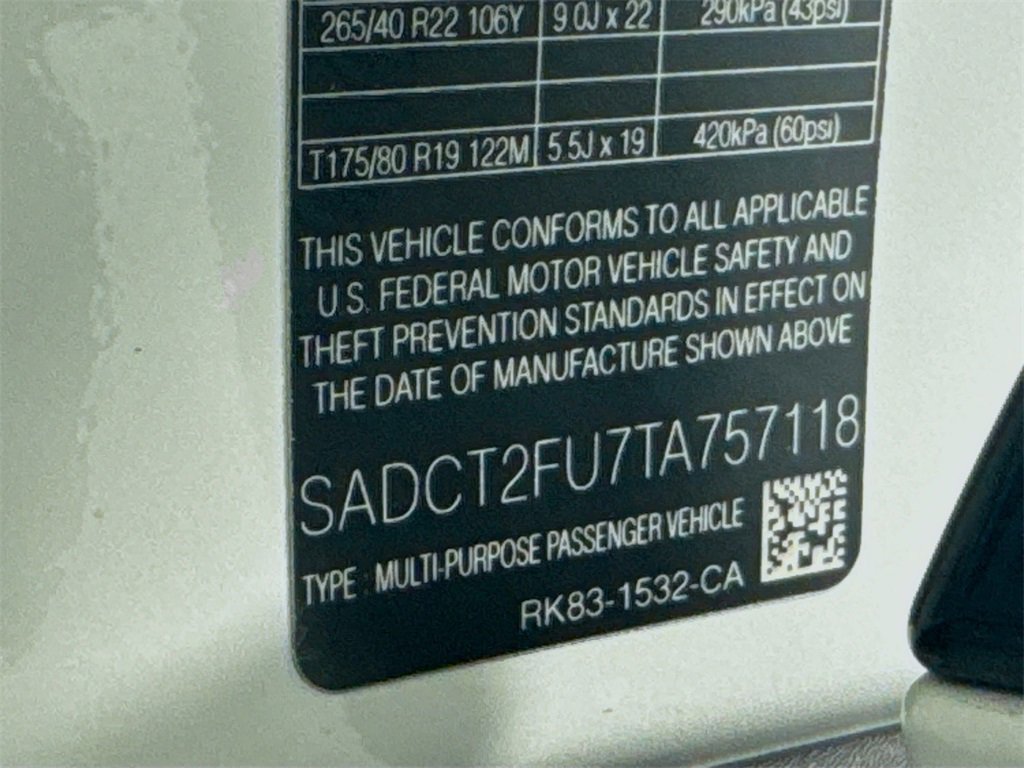 265/40 R22 106Y 9.0J x 22 290kPa (43psi)
T175/80 R19 122M 5.5J x 19 420kPa (60psi)
THIS VEHICLE CONFORMS TO ALL APPLICABLE
U.S. FEDERAL MOTOR VEHICLE SAFETY AND
THEFT PREVENTION STANDARDS IN EFFECT ON
THE DATE OF MANUFACTURE SHOWN ABOVE
SADCT2FU7TA757118
TYPE : MULTI-PURPOSE PASSENGER VEHICLE
RK83-1532-CA